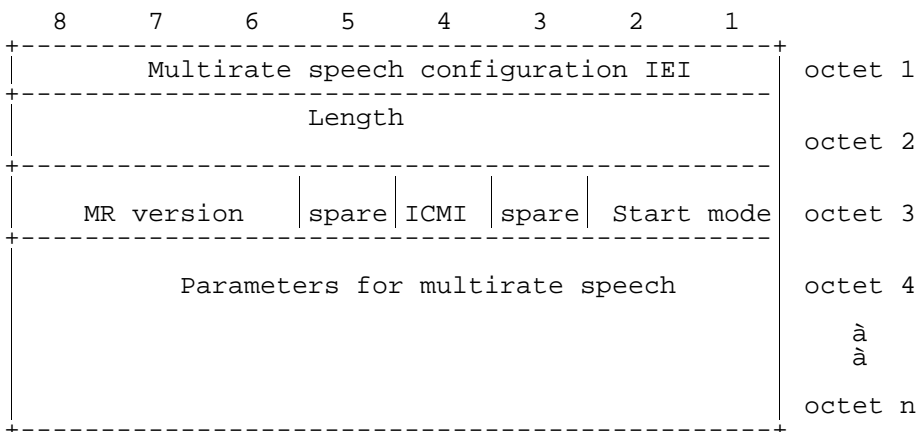 8 7 6 5 4 3 2 1
Multirate speech configuration IEI octet 1
Length
octet 2
MR version spare ICMI spare Start mode octet 3
Parameters for multirate speech octet 4
à
à
octet n